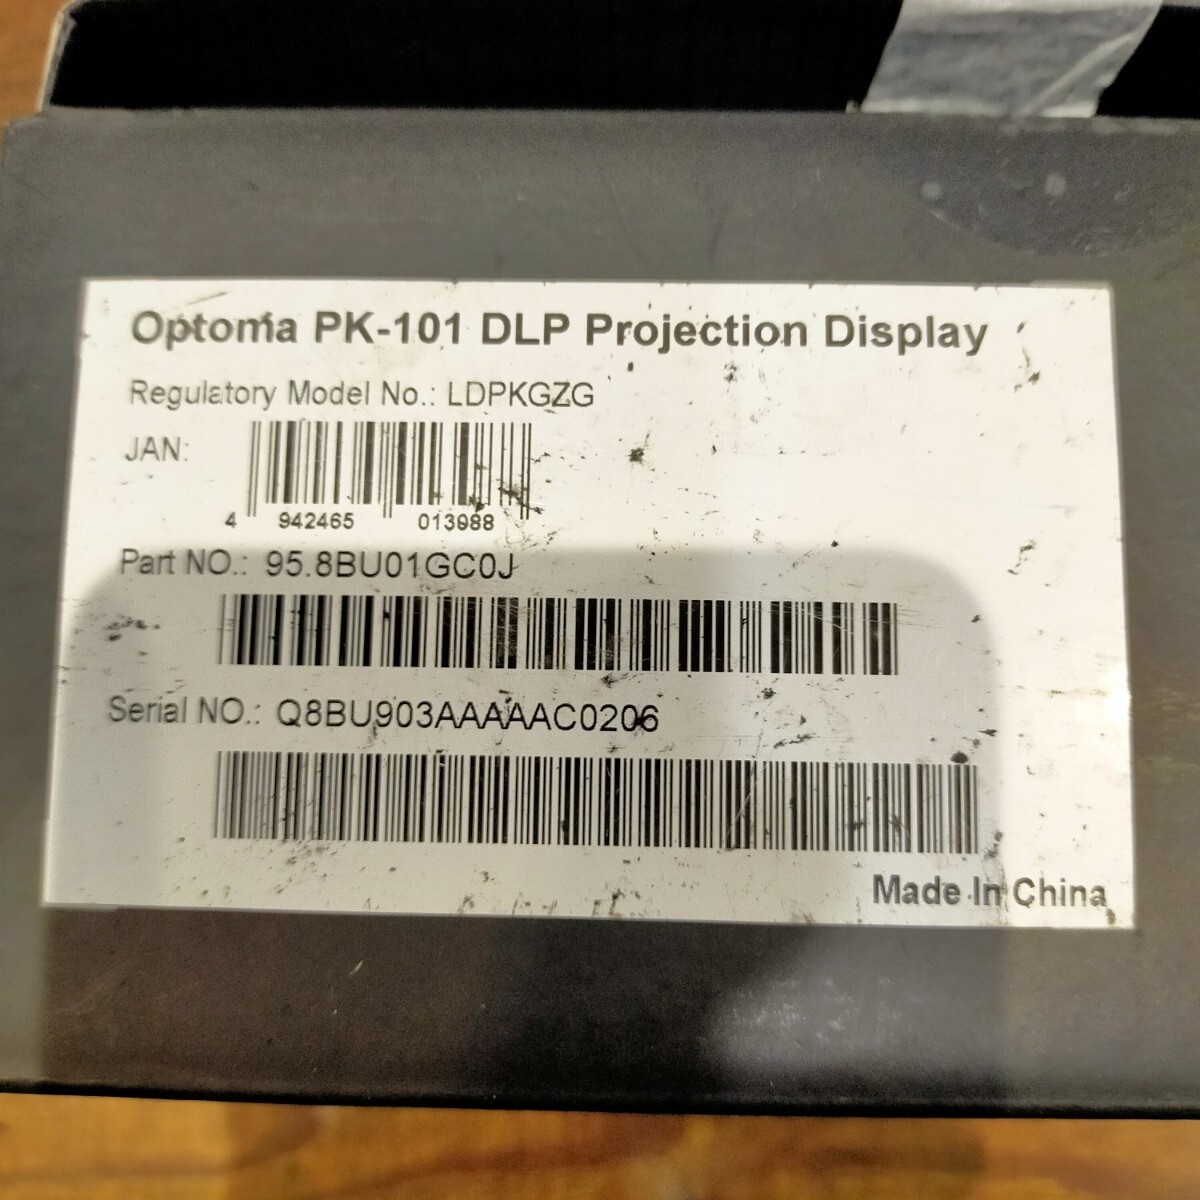 Optoma PK-101 DLP Projection Display
Regulatory Model No.: LDPKGZG
JAN:
4 942465 013088
Part NO.: 95.8BU01GC0J
Serial NO.: Q8BU903AAAAAC0206
Made In China